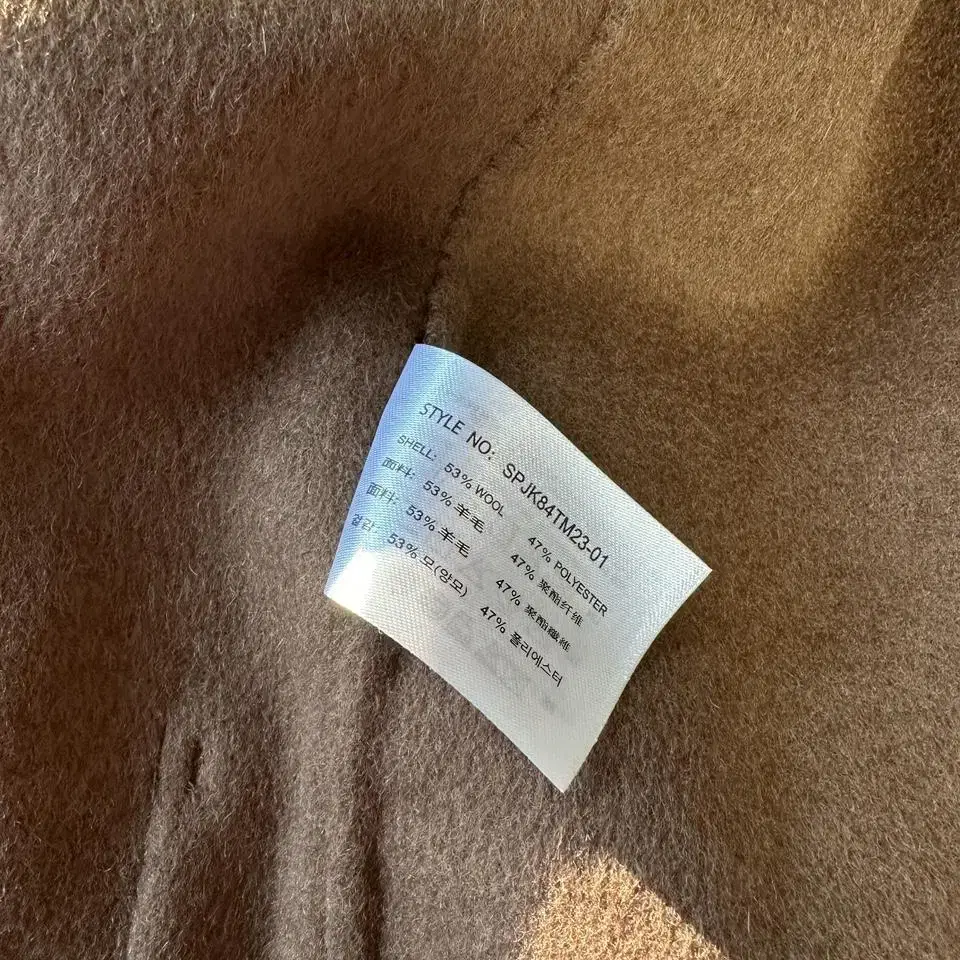 STYLE NO: SPJK84TM23-01
SHELL: 53% WOOL 47% POLYESTER
面料: 53% 羊毛 47% 聚酯纤维
面料: 53% 羊毛 47% 聚酯纖維
겉감: 53% 모(양모) 47% 폴리에스터